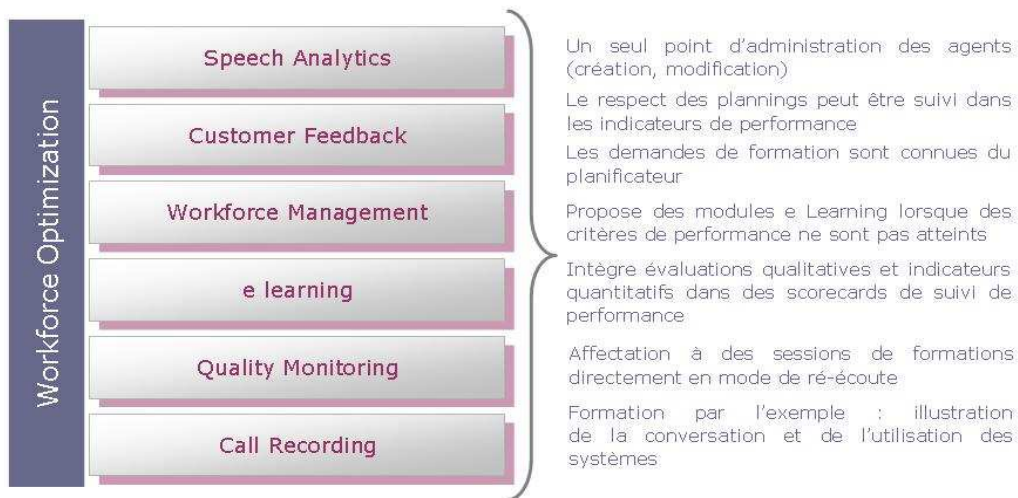 Workforce Optimization
Speech Analytics
Customer Feedback
Workforce Management
e learning
Quality Monitoring
Call Recording
Un seul point d'administration des agents
(création, modification)
Le respect des plannings peut être suivi dans
les indicateurs de performance
Les demandes de formation sont connues du
planificateur
Propose des modules e Learning lorsque des
critères de performance ne sont pas atteints
Intègre évaluations qualitatives et indicateurs
quantitatifs dans des scorecards de suivi de
performance
Affectation à des sessions de formations
directement en mode de ré-écoute
Formation par l'exemple : illustration
de la conversation et de l'utilisation des
systèmes